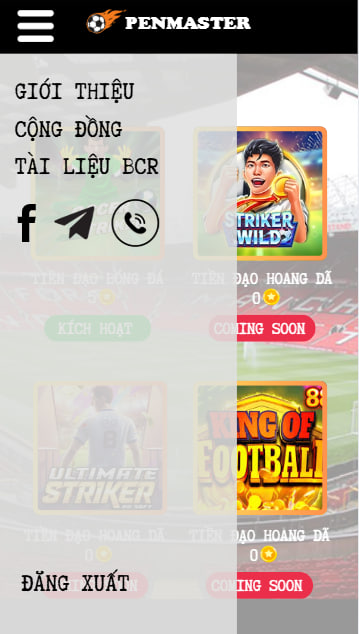 PENMASTER
GIỚI THIỆU
CỘNG ĐỒNG
TÀI LIỆU BCR
STRIKER
WILD
TIỀN ĐẠO BÓNG ĐÁ
5
KÍCH HOẠT
TIỀN ĐẠO HOANG DÃ
0
COMING SOON
8
ULTIMATE
STRIKER
TIỀN ĐẠO HOANG DÃ
0
88
KING OF
FOOTBALL
TIỀN ĐẠO HOANG DÃ
0
COMING SOON
ĐĂNG XUẤT